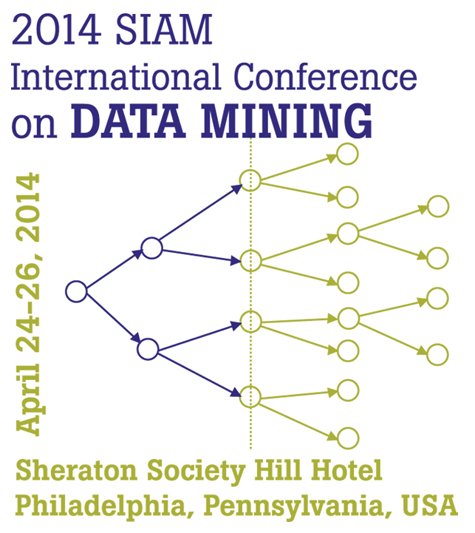 2014 SIAM
International Conference
on DATA MINING
April 24-26, 2014
Sheraton Society Hill Hotel
Philadelphia, Pennsylvania, USA